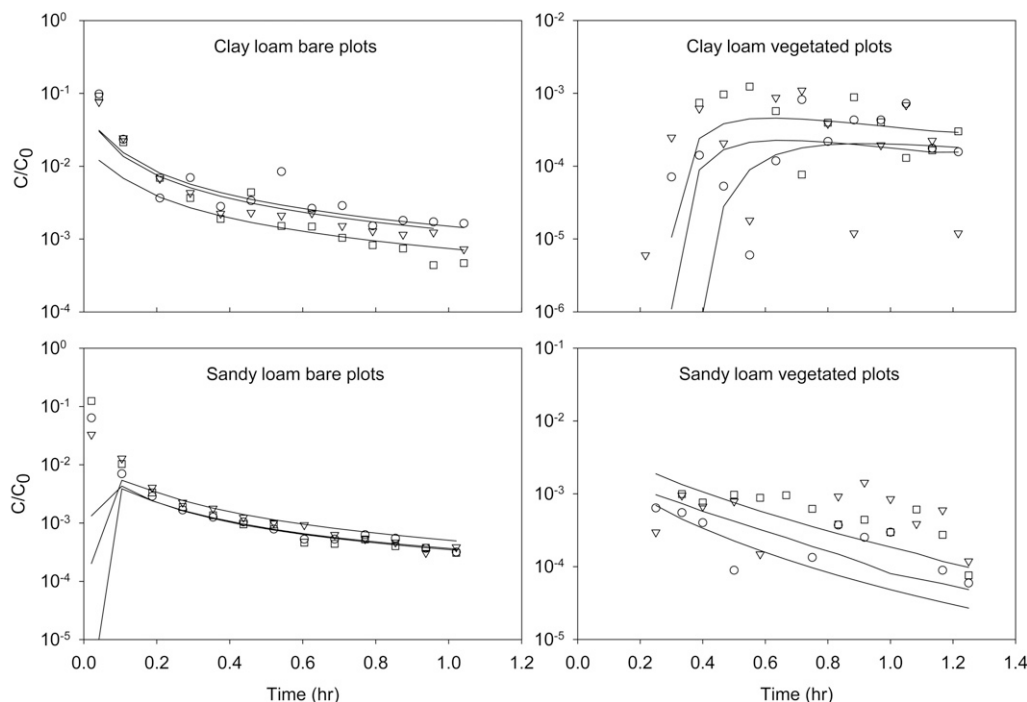 Clay loam bare plots
C/C0
10^0
10^-1
10^-2
10^-3
10^-4
Clay loam vegetated plots
10^-2
10^-3
10^-4
10^-5
10^-6
Sandy loam bare plots
C/C0
10^0
10^-1
10^-2
10^-3
10^-4
10^-5
0.0 0.2 0.4 0.6 0.8 1.0 1.2
Time (hr)
Sandy loam vegetated plots
10^-1
10^-2
10^-3
10^-4
10^-5
0.0 0.2 0.4 0.6 0.8 1.0 1.2 1.4
Time (hr)